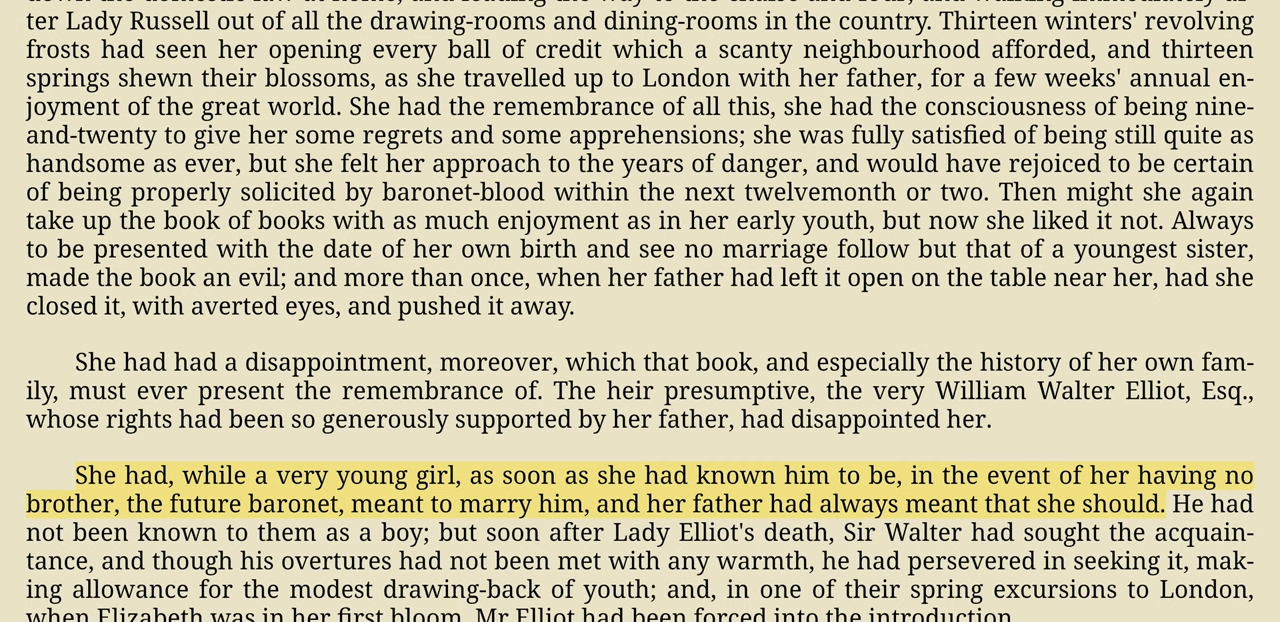 ter Lady Russell out of all the drawing-rooms and dining-rooms in the country. Thirteen winters' revolving
frosts had seen her opening every ball of credit which a scanty neighbourhood afforded, and thirteen
springs shewn their blossoms, as she travelled up to London with her father, for a few weeks' annual en-
joyment of the great world. She had the remembrance of all this, she had the consciousness of being nine-
and-twenty to give her some regrets and some apprehensions; she was fully satisfied of being still quite as
handsome as ever, but she felt her approach to the years of danger, and would have rejoiced to be certain
of being properly solicited by baronet-blood within the next twelvemonth or two. Then might she again
take up the book of books with as much enjoyment as in her early youth, but now she liked it not. Always
to be presented with the date of her own birth and see no marriage follow but that of a youngest sister,
made the book an evil; and more than once, when her father had left it open on the table near her, had she
closed it, with averted eyes, and pushed it away.
She had had a disappointment, moreover, which that book, and especially the history of her own fam-
ily, must ever present the remembrance of. The heir presumptive, the very William Walter Elliot, Esq.,
whose rights had been so generously supported by her father, had disappointed her.
She had, while a very young girl, as soon as she had known him to be, in the event of her having no
brother, the future baronet, meant to marry him, and her father had always meant that she should. He had
not been known to them as a boy; but soon after Lady Elliot's death, Sir Walter had sought the acquain-
tance, and though his overtures had not been met with any warmth, he had persevered in seeking it, mak-
ing allowance for the modest drawing-back of youth; and, in one of their spring excursions to London,
when Elizabeth was in her first bloom, Mr Elliot had been forced into the introduction.